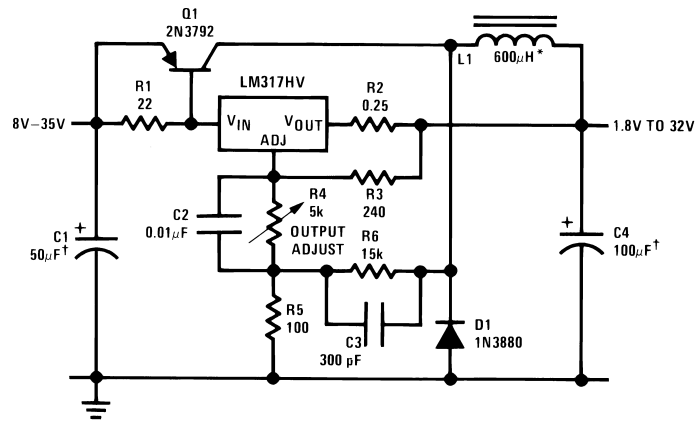 Q1
2N3792
L1
600µH*
R1
22
LM317HV
R2
0.25
8V–35V
VIN
VOUT
ADJ
1.8V TO 32V
R4
5k
R3
240
C2
0.01µF
OUTPUT
ADJUST
R6
15k
C1
50µF†
+
C4
100µF†
+
R5
100
C3
300 pF
D1
1N3880